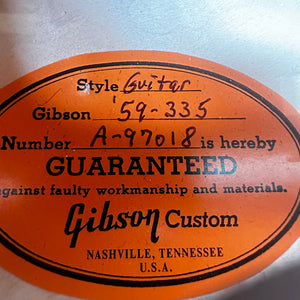 Style Guitar
Gibson '59-335
Number A-97018 is hereby
GUARANTEED
against faulty workmanship and materials.
Gibson Custom
NASHVILLE, TENNESSEE
U.S.A.